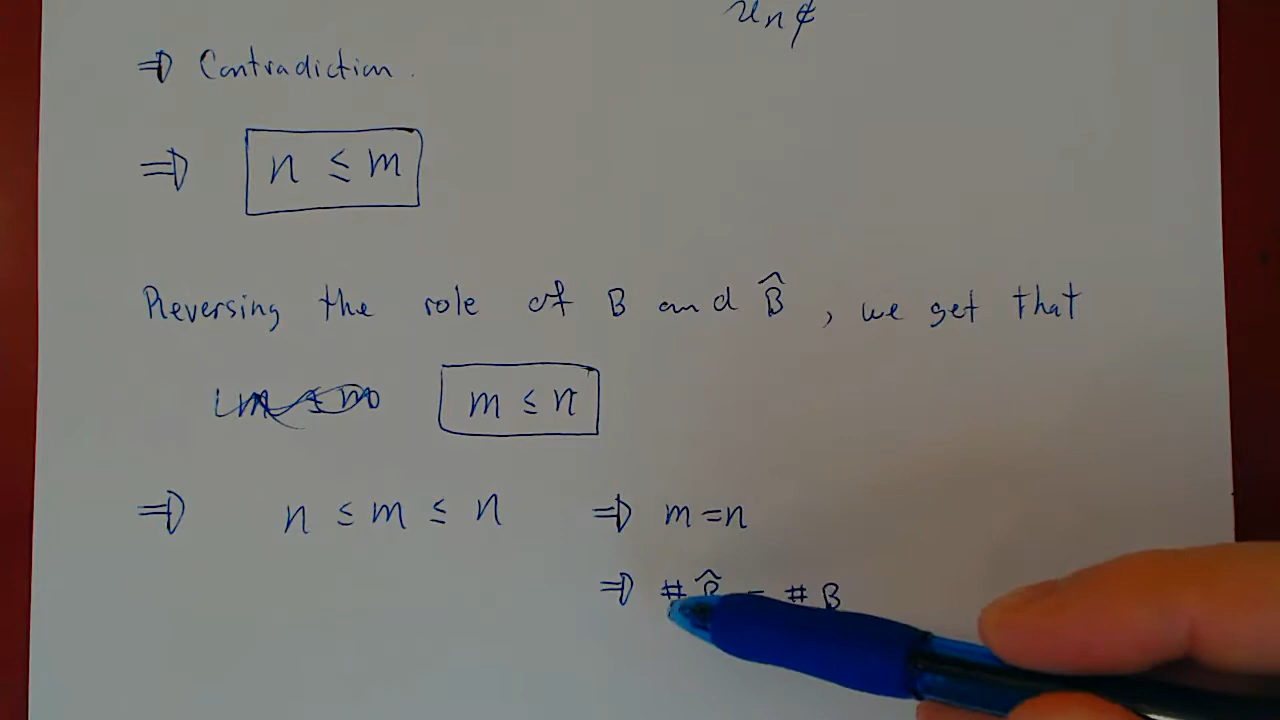 u_n ∉
⇒ Contradiction.
⇒ n ≤ m
Reversing the role of B and B̂, we get that
m ≤ n
⇒ n ≤ m ≤ n ⇒ m = n
⇒ # B̂ = # B